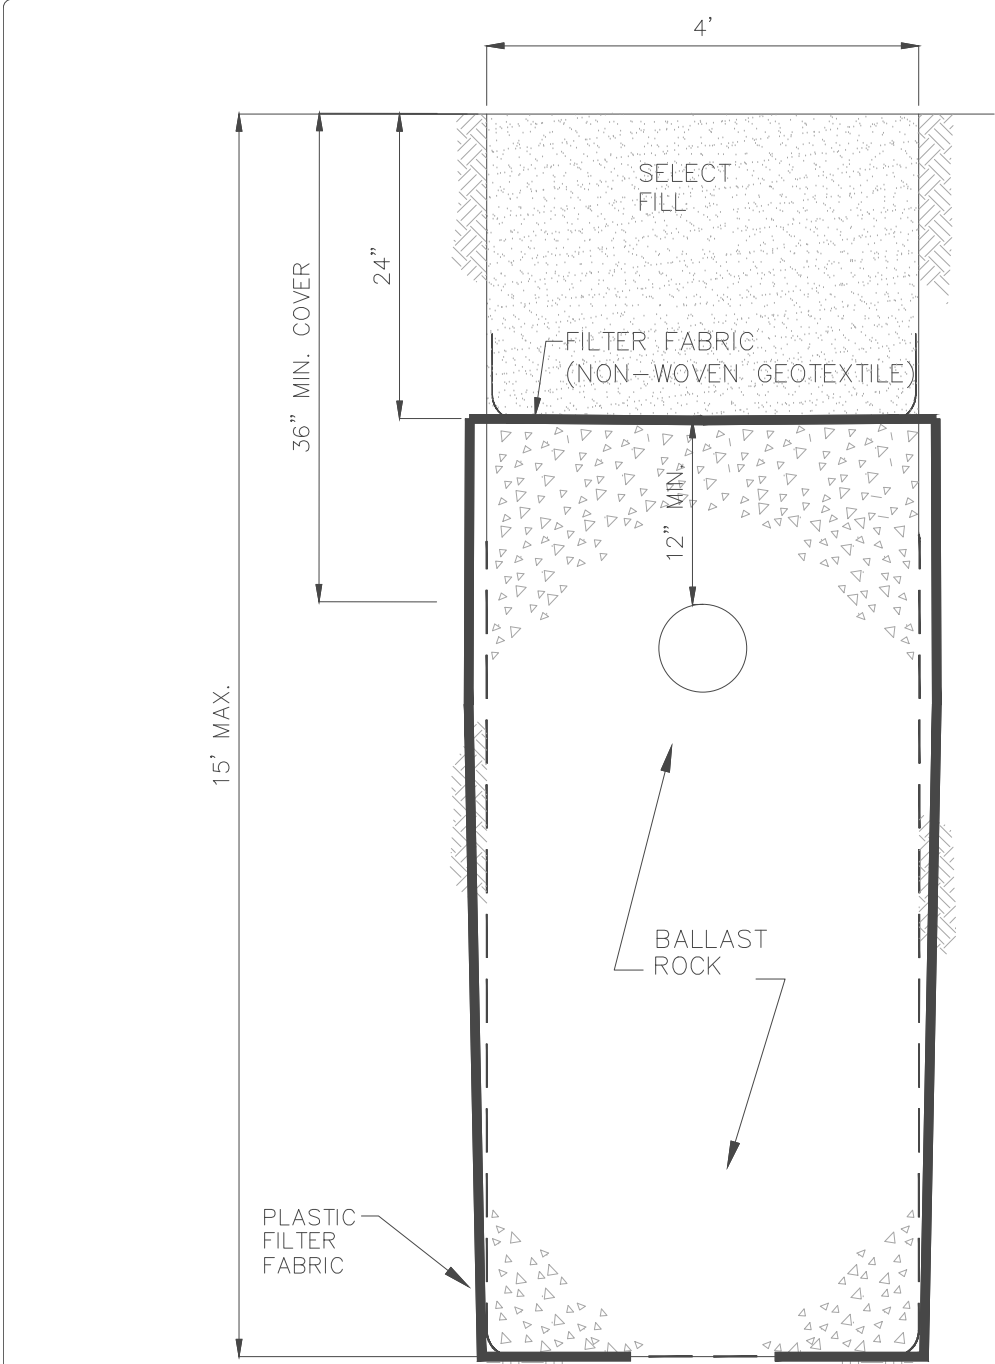 4'
SELECT
FILL
24"
36" MIN. COVER
FILTER FABRIC
(NON-WOVEN GEOTEXTILE)
12" MIN.
15' MAX.
BALLAST
ROCK
PLASTIC
FILTER
FABRIC